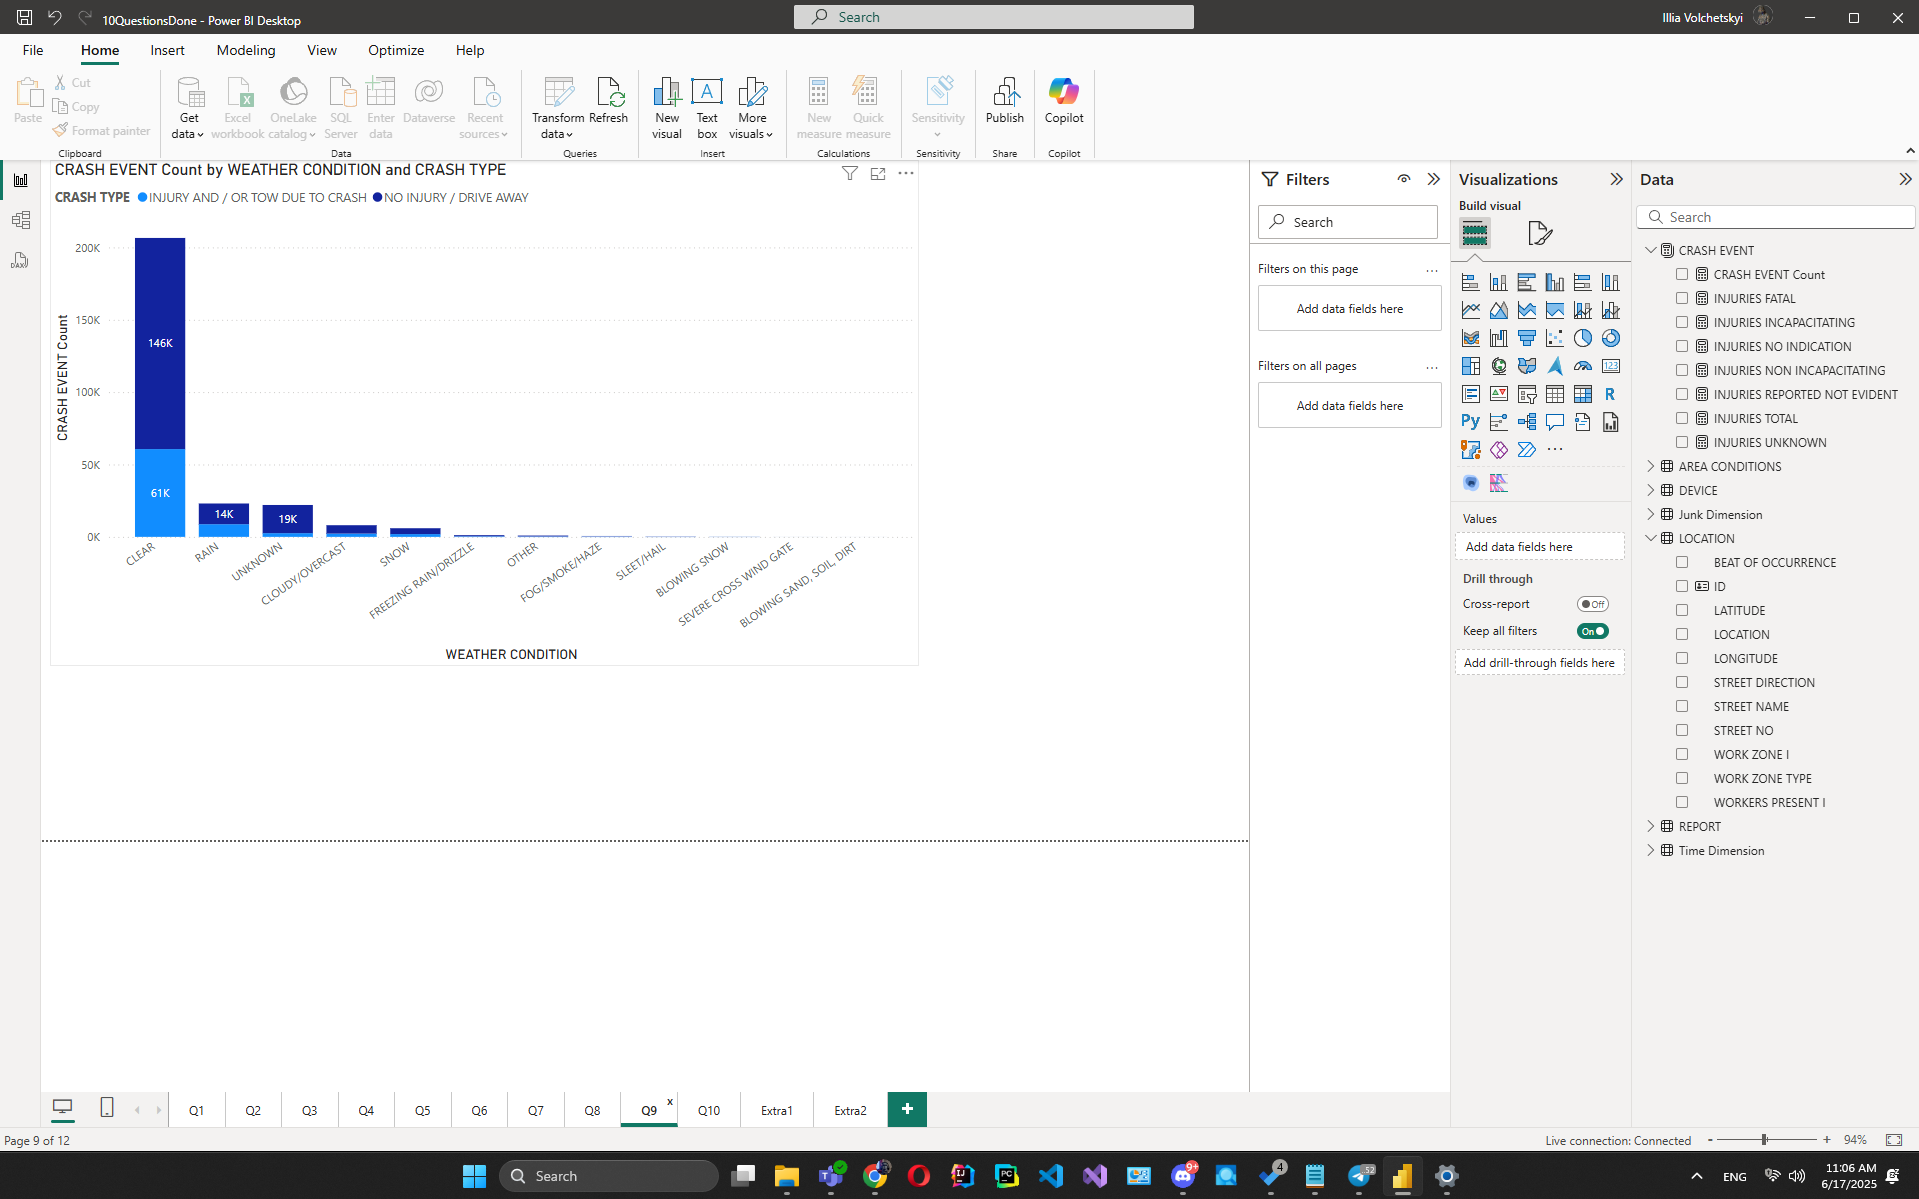 10QuestionsDone - Power BI Desktop
Search
Illia Volchetskyi
File
Home
Insert
Modeling
View
Optimize
Help
Paste
Cut
Copy
Format painter
Clipboard
Get data
Excel workbook
OneLake catalog
SQL Server
Enter data
Dataverse
Recent sources
Data
Transform data
Refresh
Queries
New visual
Text box
More visuals
Insert
New measure
Quick measure
Calculations
Sensitivity
Sensitivity
Publish
Share
Copilot
Copilot
CRASH EVENT Count by WEATHER CONDITION and CRASH TYPE
CRASH TYPE INJURY AND / OR TOW DUE TO CRASH NO INJURY / DRIVE AWAY
CRASH EVENT Count
200K
150K
100K
50K
0K
146K
61K
14K
19K
CLEAR
RAIN
UNKNOWN
CLOUDY/OVERCAST
SNOW
FREEZING RAIN/DRIZZLE
OTHER
FOG/SMOKE/HAZE
SLEET/HAIL
BLOWING SNOW
SEVERE CROSS WIND GATE
BLOWING SAND, SOIL, DIRT
WEATHER CONDITION
Filters
Search
Filters on this page
Add data fields here
Filters on all pages
Add data fields here
Visualizations
Build visual
123
R
Py
Values
Add data fields here
Drill through
Cross-report
Off
Keep all filters
On
Add drill-through fields here
Data
Search
CRASH EVENT
CRASH EVENT Count
INJURIES FATAL
INJURIES INCAPACITATING
INJURIES NO INDICATION
INJURIES NON INCAPACITATING
INJURIES REPORTED NOT EVIDENT
INJURIES TOTAL
INJURIES UNKNOWN
AREA CONDITIONS
DEVICE
Junk Dimension
LOCATION
BEAT OF OCCURRENCE
ID
LATITUDE
LOCATION
LONGITUDE
STREET DIRECTION
STREET NAME
STREET NO
WORK ZONE I
WORK ZONE TYPE
WORKERS PRESENT I
REPORT
Time Dimension
Q1
Q2
Q3
Q4
Q5
Q6
Q7
Q8
Q9
x
Q10
Extra1
Extra2
+
Page 9 of 12
Live connection: Connected
- + 94%
Search
9+
4
52
ENG
11:06 AM
6/17/2025